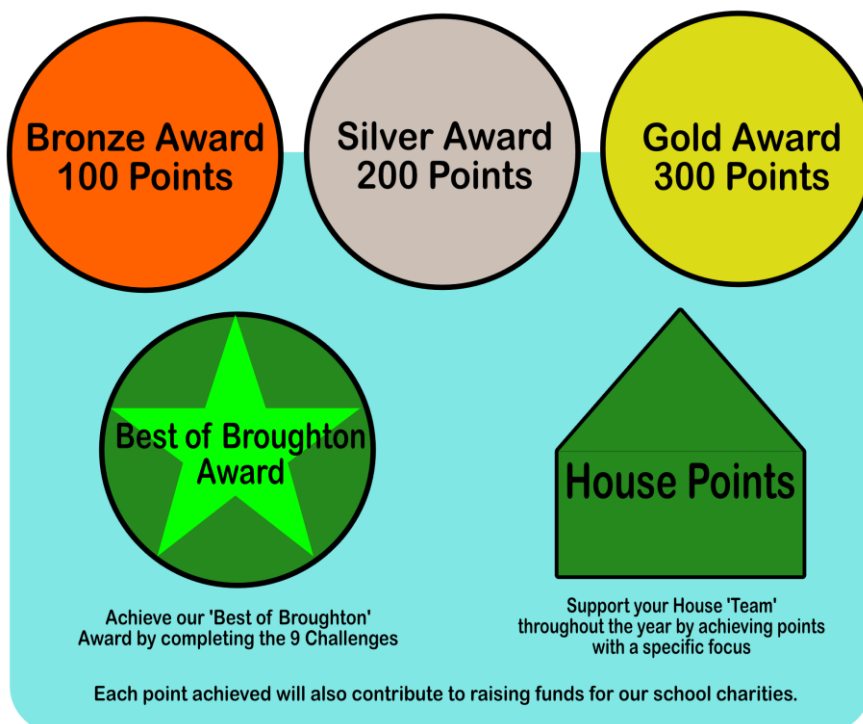 Bronze Award
100 Points
Silver Award
200 Points
Gold Award
300 Points
Best of Broughton
Award
House Points
Achieve our 'Best of Broughton'
Award by completing the 9 Challenges
Support your House 'Team'
throughout the year by achieving points
with a specific focus
Each point achieved will also contribute to raising funds for our school charities.